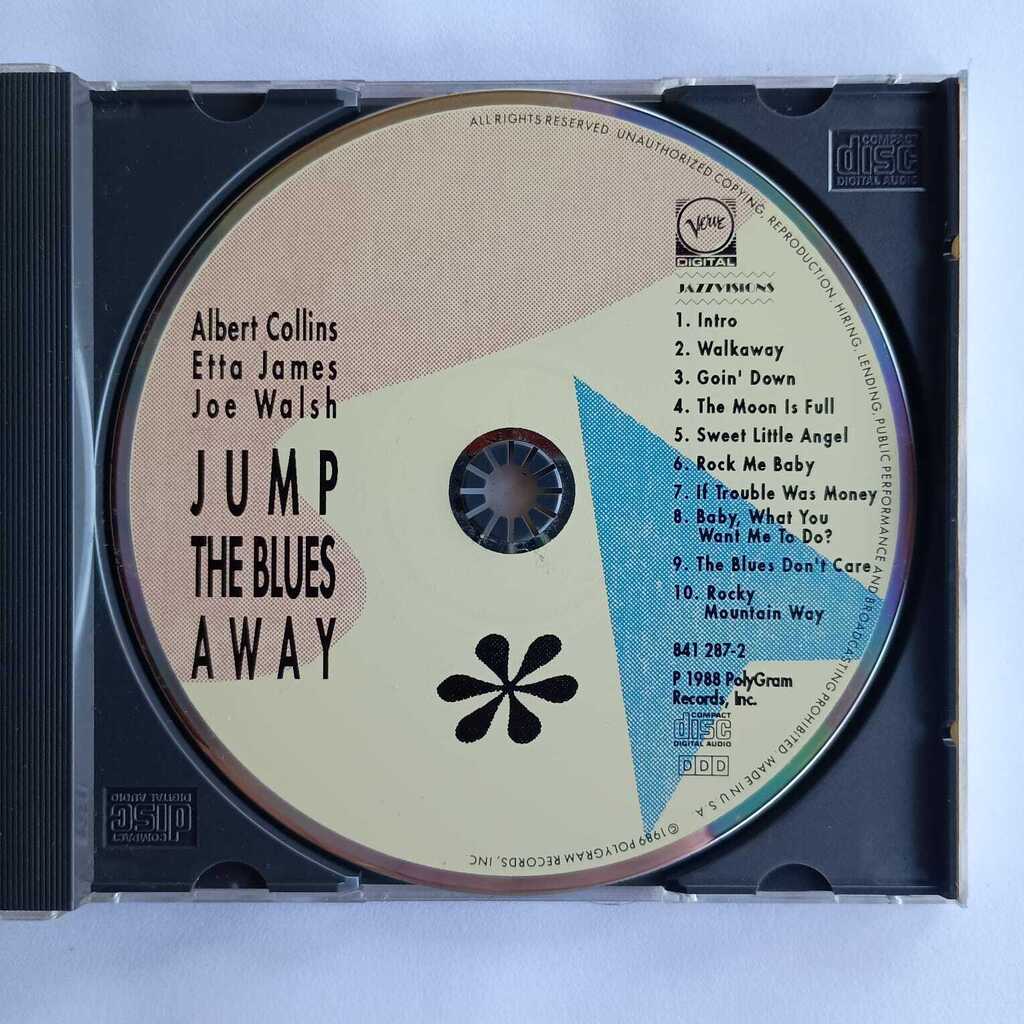 Albert Collins
Etta James
Joe Walsh
JUMP
THE BLUES
AWAY
Verve
DIGITAL
JAZZVISIONS
1. Intro
2. Walkaway
3. Goin' Down
4. The Moon Is Full
5. Sweet Little Angel
6. Rock Me Baby
7. If Trouble Was Money
8. Baby, What You
Want Me To Do?
9. The Blues Don't Care
10. Rocky
Mountain Way
841 287-2
P 1988 PolyGram
Records, Inc.
COMPACT
disc
DIGITAL AUDIO
DDD
ALL RIGHTS RESERVED. UNAUTHORIZED COPYING, REPRODUCTION, HIRING, LENDING, PUBLIC PERFORMANCE AND BROADCASTING PROHIBITED. MADE IN U S A
©1989 POLYGRAM RECORDS, INC
COMPACT
disc
DIGITAL AUDIO
COMPACT
disc
DIGITAL AUDIO